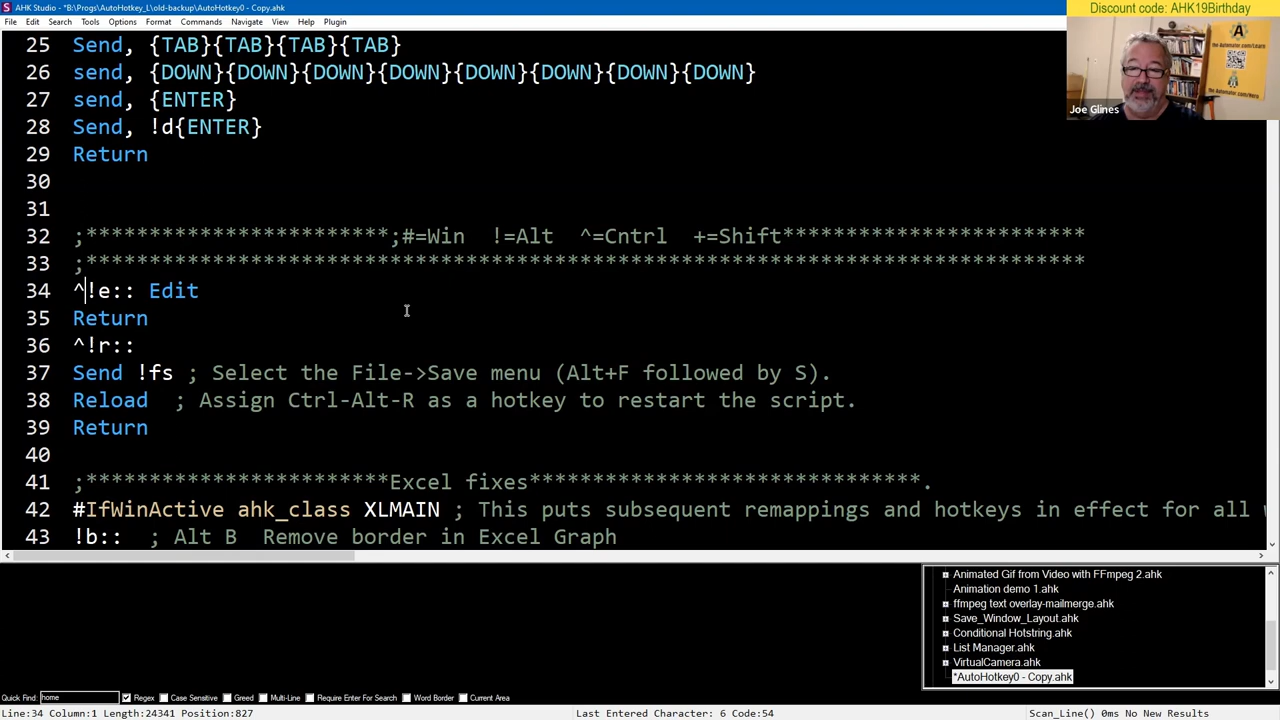 AHK Studio - *B:\Progs\AutoHotkey_L\old-backup\AutoHotkey0 - Copy.ahk
File Edit Search Tools Options Format Commands Navigate View Help Plugin
Discount code: AHK19Birthday
the-Automator.com/Learn
the-Automator.com/Hero
Joe Glines
25 Send, {TAB}{TAB}{TAB}{TAB}
26 send, {DOWN}{DOWN}{DOWN}{DOWN}{DOWN}{DOWN}{DOWN}{DOWN}
27 send, {ENTER}
28 Send, !d{ENTER}
29 Return
30
31
32 ;************************;#=Win !=Alt ^=Cntrl +=Shift************************
33 ;*******************************************************************************
34 ^!e:: Edit
35 Return
36 ^!r::
37 Send !fs ; Select the File->Save menu (Alt+F followed by S).
38 Reload ; Assign Ctrl-Alt-R as a hotkey to restart the script.
39 Return
40
41 ;************************Excel fixes*******************************.
42 #IfWinActive ahk_class XLMAIN ; This puts subsequent remappings and hotkeys in effect for all
43 !b:: ; Alt B Remove border in Excel Graph
Animated Gif from Video with FFmpeg 2.ahk
Animation demo 1.ahk
ffmpeg text overlay-mailmerge.ahk
Save_Window_Layout.ahk
Conditional Hotstring.ahk
List Manager.ahk
VirtualCamera.ahk
*AutoHotkey0 - Copy.ahk
Quick Find: home Regex Case Sensitive Greed Multi-Line Require Enter For Search Word Border Current Area
Line:34 Column:1 Length:24341 Position:827 Last Entered Character: 6 Code:54 Scan_Line() 0ms No New Results